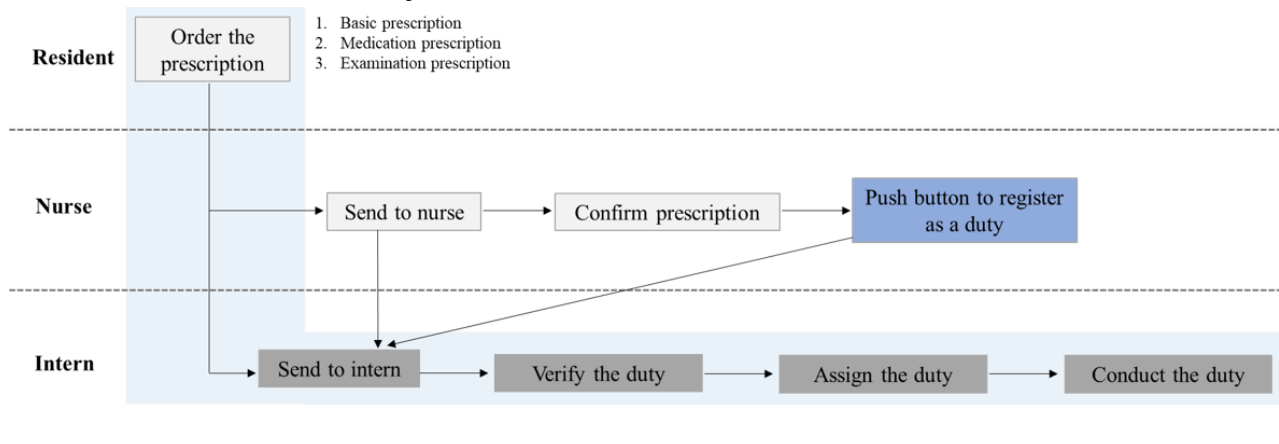 Resident
Order the
prescription
1. Basic prescription
2. Medication prescription
3. Examination prescription
Nurse
Send to nurse
Confirm prescription
Push button to register
as a duty
Intern
Send to intern
Verify the duty
Assign the duty
Conduct the duty